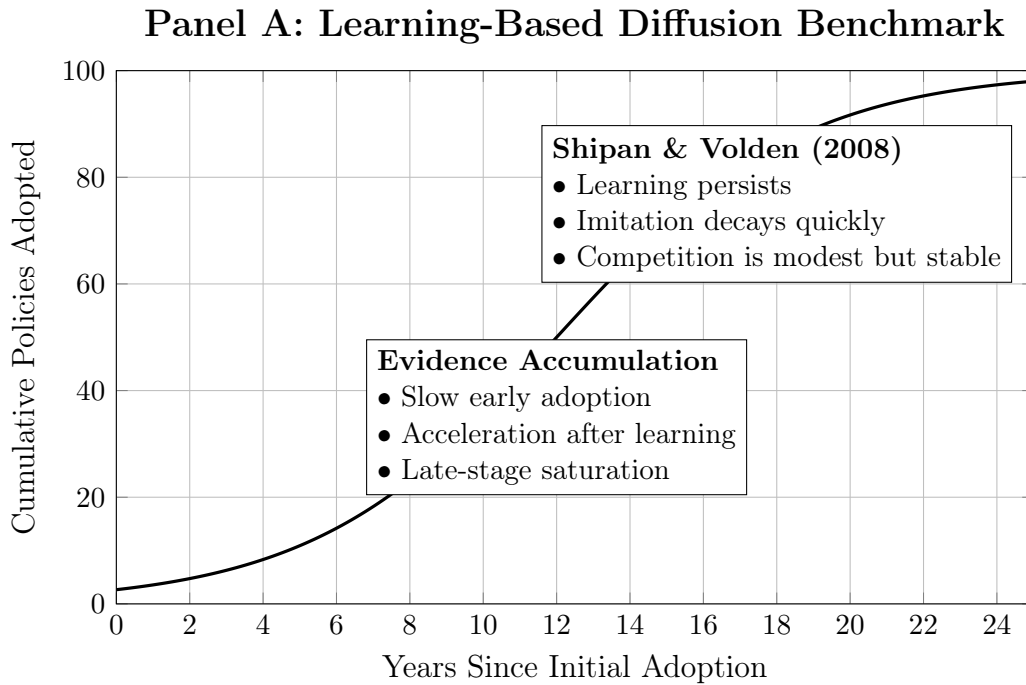 Panel A: Learning-Based Diffusion Benchmark
100
80
60
40
20
0
Cumulative Policies Adopted
Shipan & Volden (2008)
● Learning persists
● Imitation decays quickly
● Competition is modest but stable
Evidence Accumulation
● Slow early adoption
● Acceleration after learning
● Late-stage saturation
0 2 4 6 8 10 12 14 16 18 20 22 24
Years Since Initial Adoption